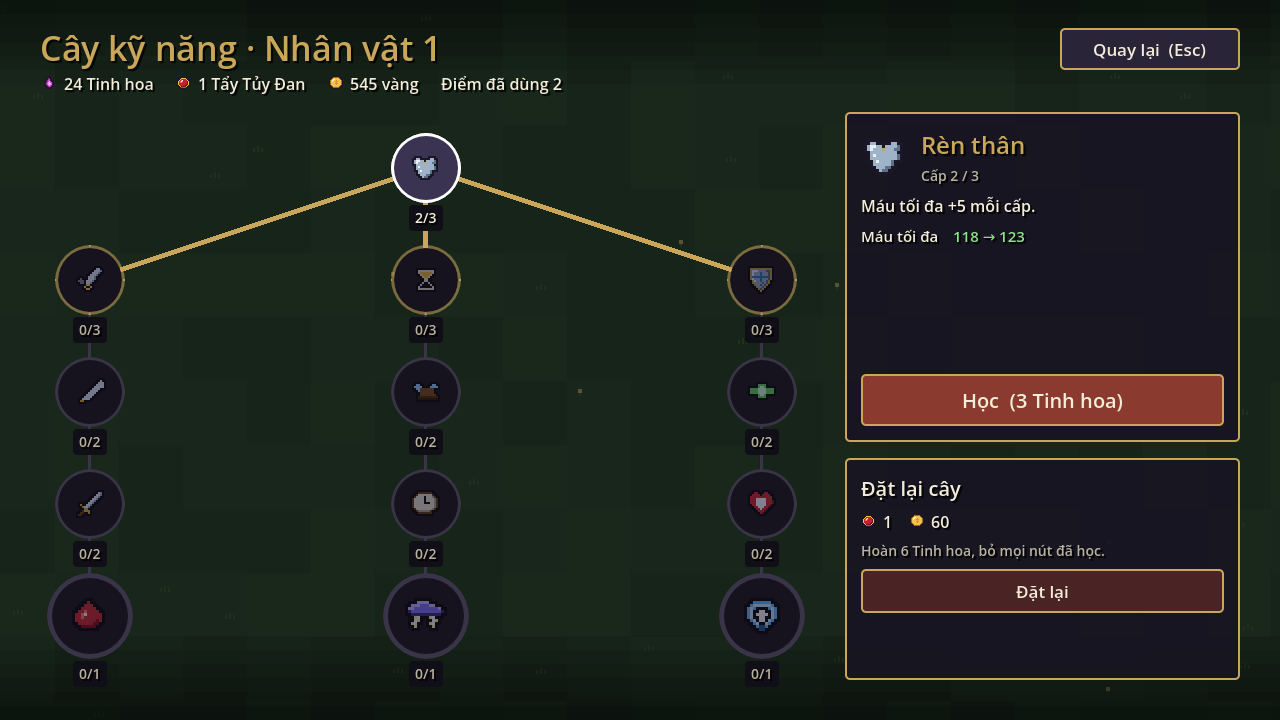 Cây kỹ năng · Nhân vật 1
Quay lại (Esc)
24 Tinh hoa 1 Tẩy Tủy Đan 545 vàng Điểm đã dùng 2
2/3
0/3 0/3 0/3
0/2 0/2 0/2
0/2 0/2 0/2
0/1 0/1 0/1
Rèn thân
Cấp 2 / 3
Máu tối đa +5 mỗi cấp.
Máu tối đa 118 → 123
Học (3 Tinh hoa)
Đặt lại cây
1 60
Hoàn 6 Tinh hoa, bỏ mọi nút đã học.
Đặt lại